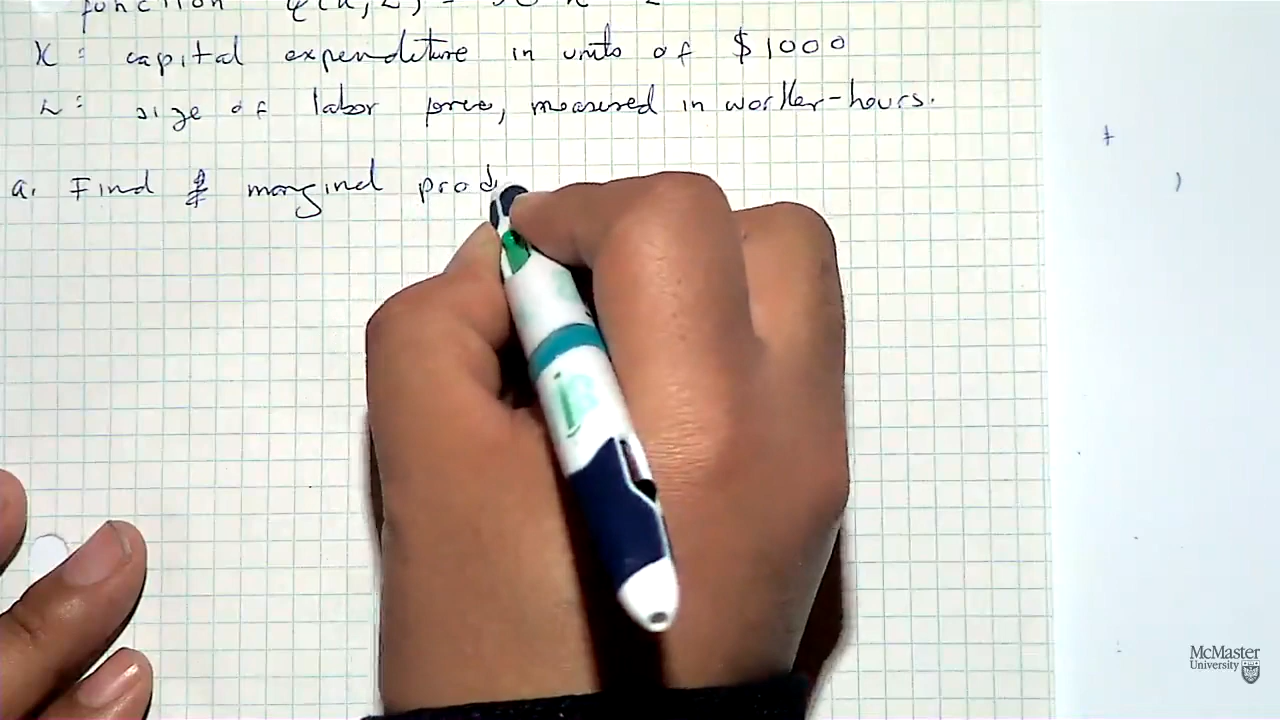 function Q(K, L) =
K: capital expenditure in units of $1000
L: size of labor force, measured in worker-hours.
a. Find marginal prod
McMaster
University